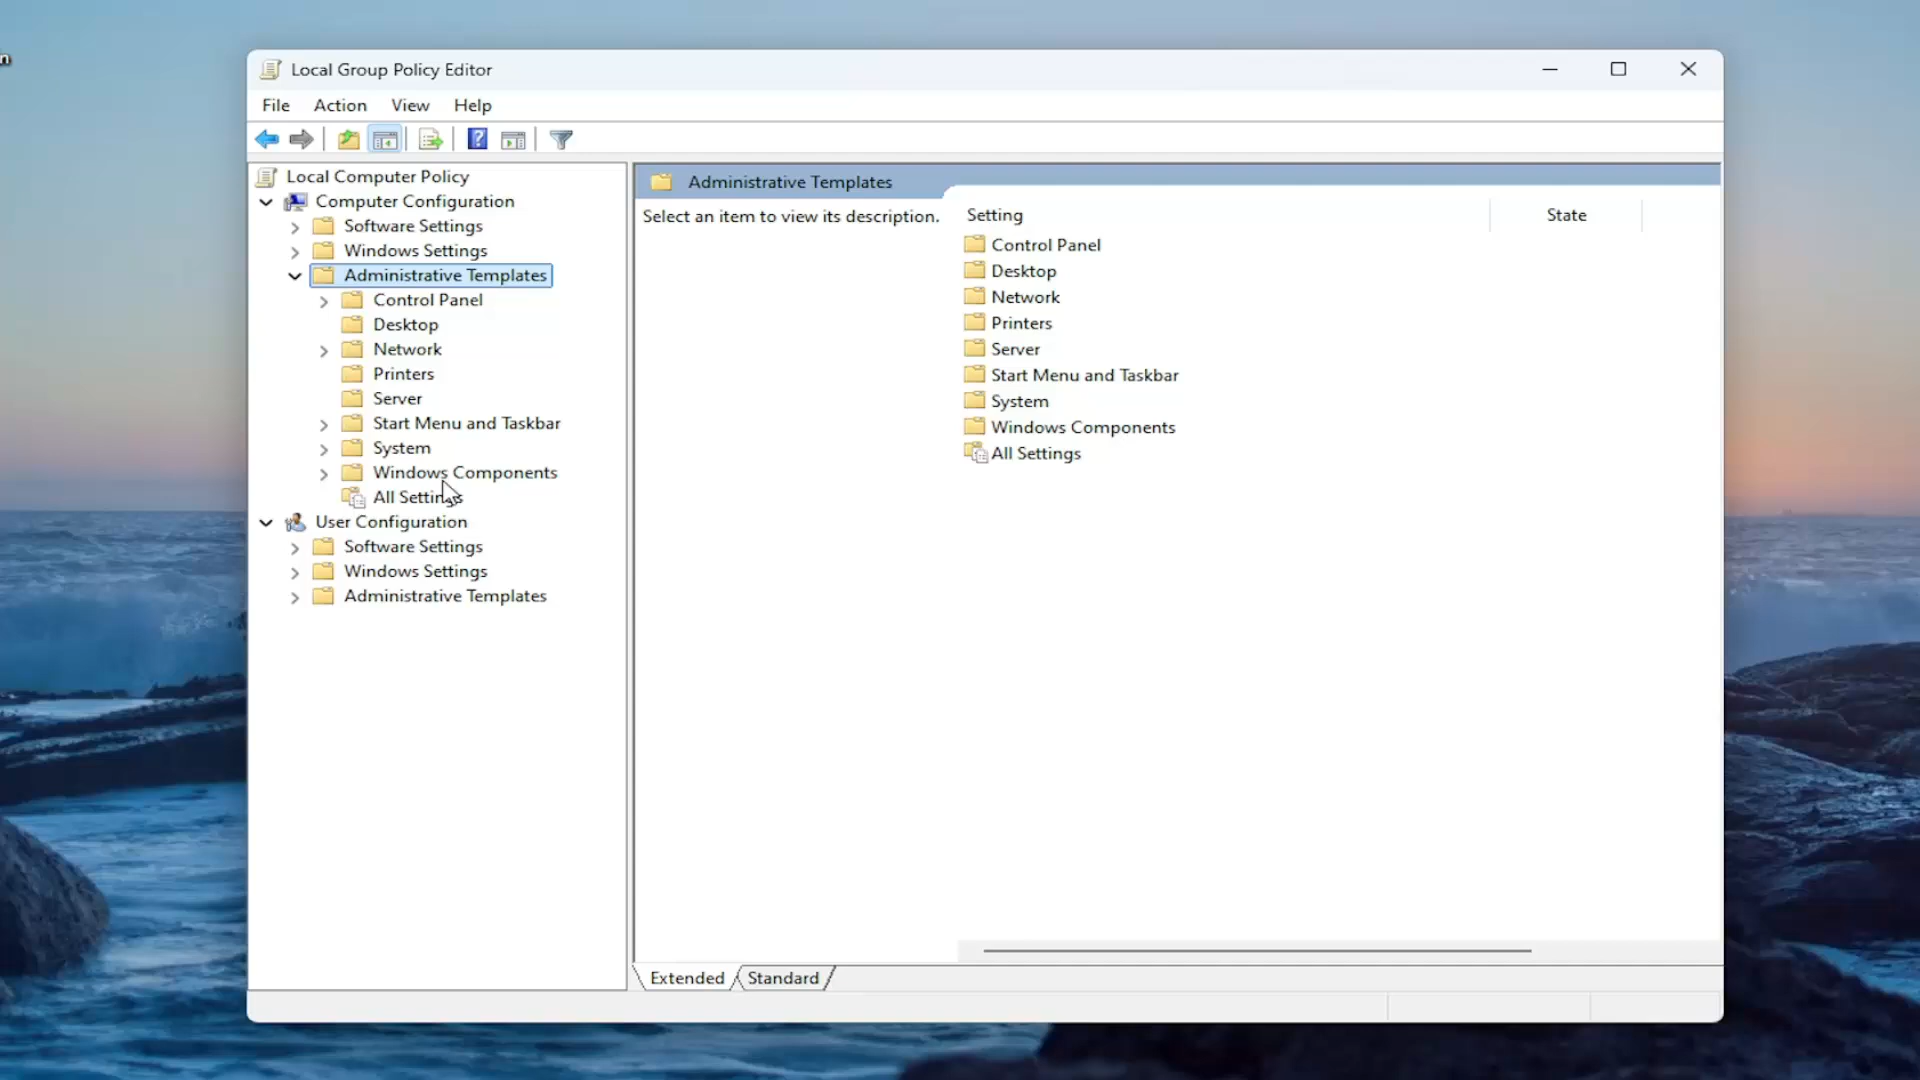 n
Local Group Policy Editor
File Action View Help
Local Computer Policy
Computer Configuration
Software Settings
Windows Settings
Administrative Templates
Control Panel
Desktop
Network
Printers
Server
Start Menu and Taskbar
System
Windows Components
All Settings
User Configuration
Software Settings
Windows Settings
Administrative Templates
Administrative Templates
Select an item to view its description.
Setting State
Control Panel
Desktop
Network
Printers
Server
Start Menu and Taskbar
System
Windows Components
All Settings
Extended Standard